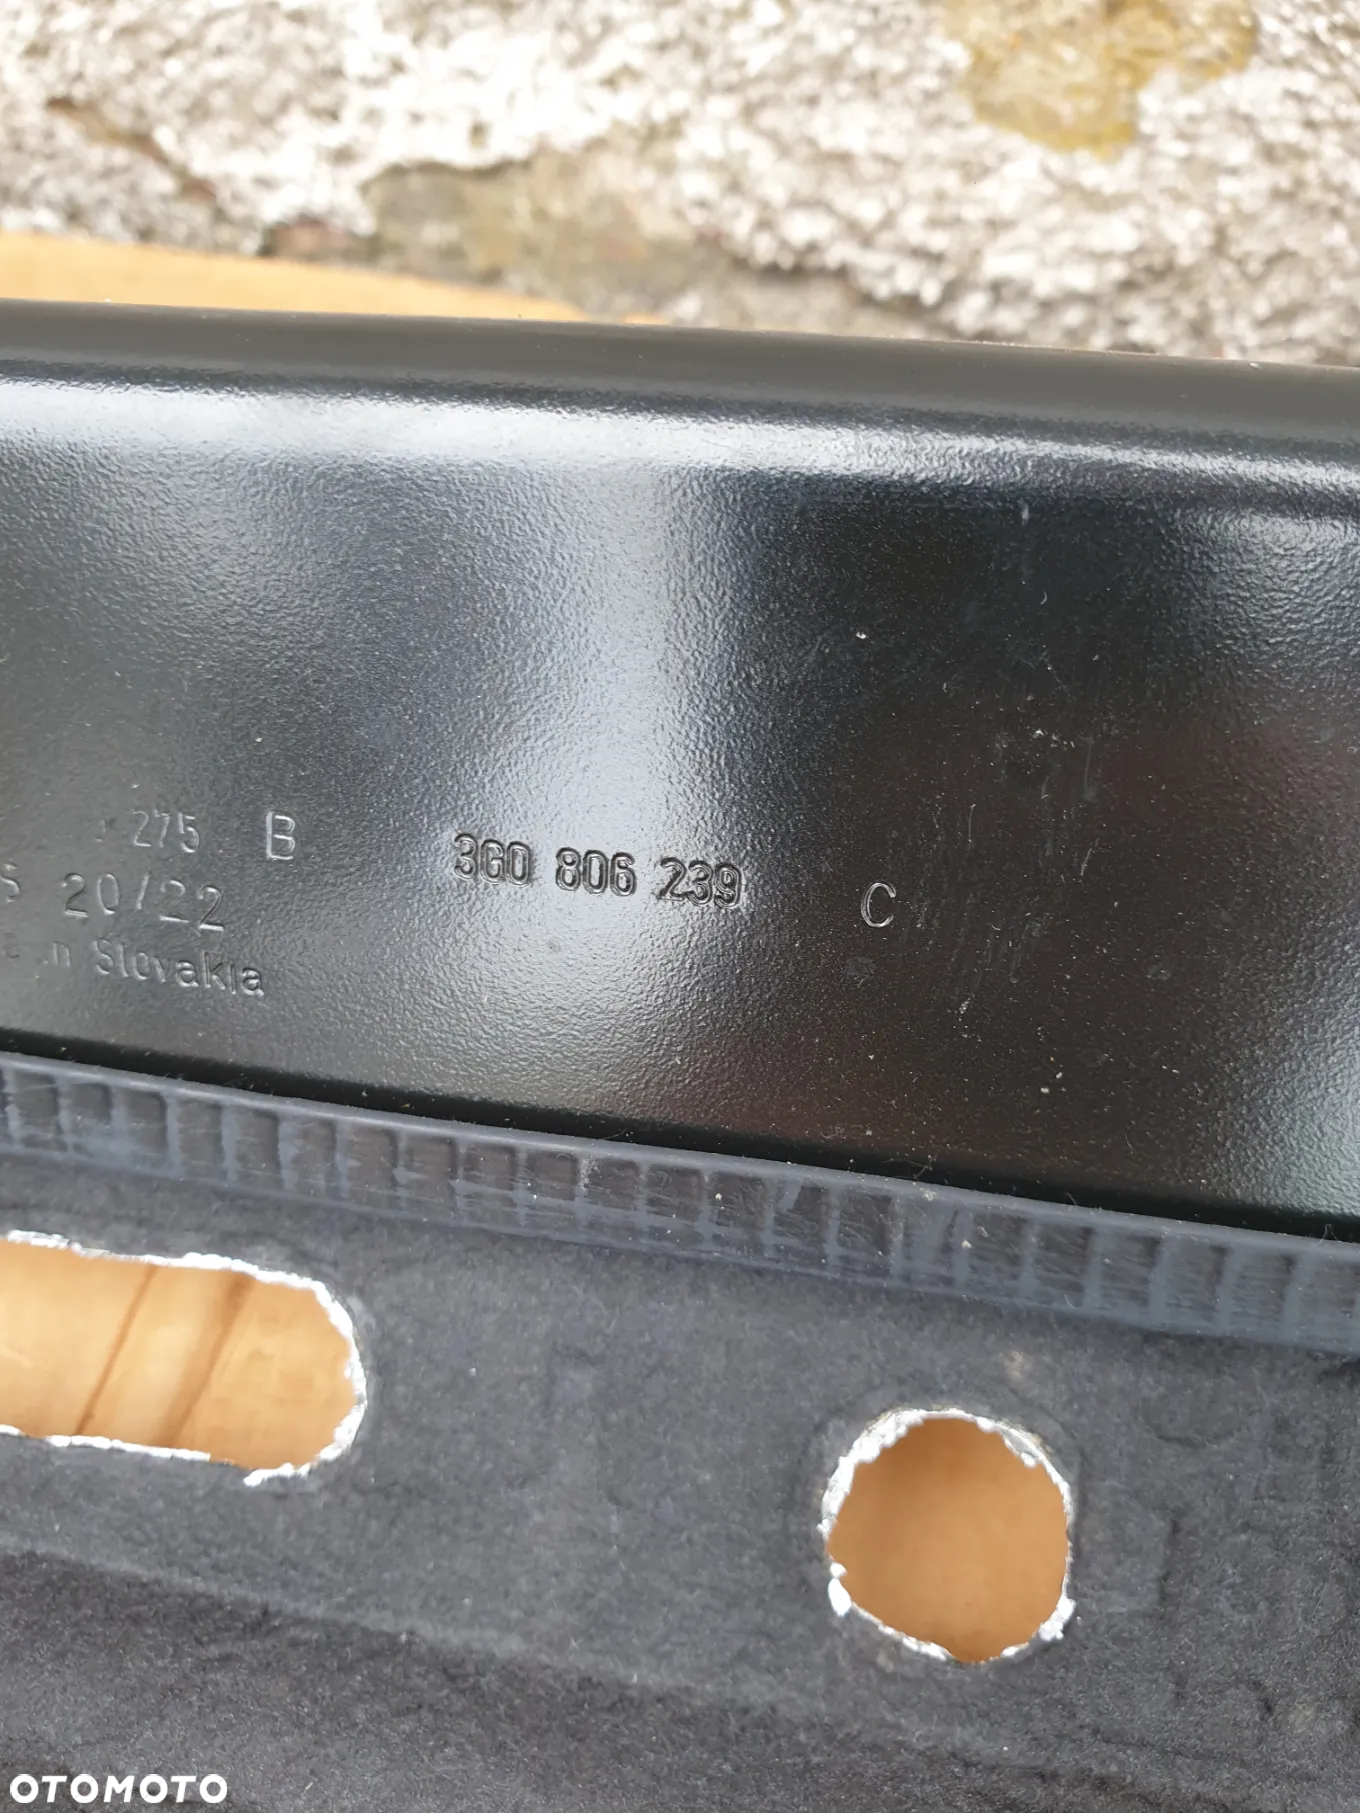 275 B 3G0 806 239 C
S 20/22
Slovakia
OTOMOTO